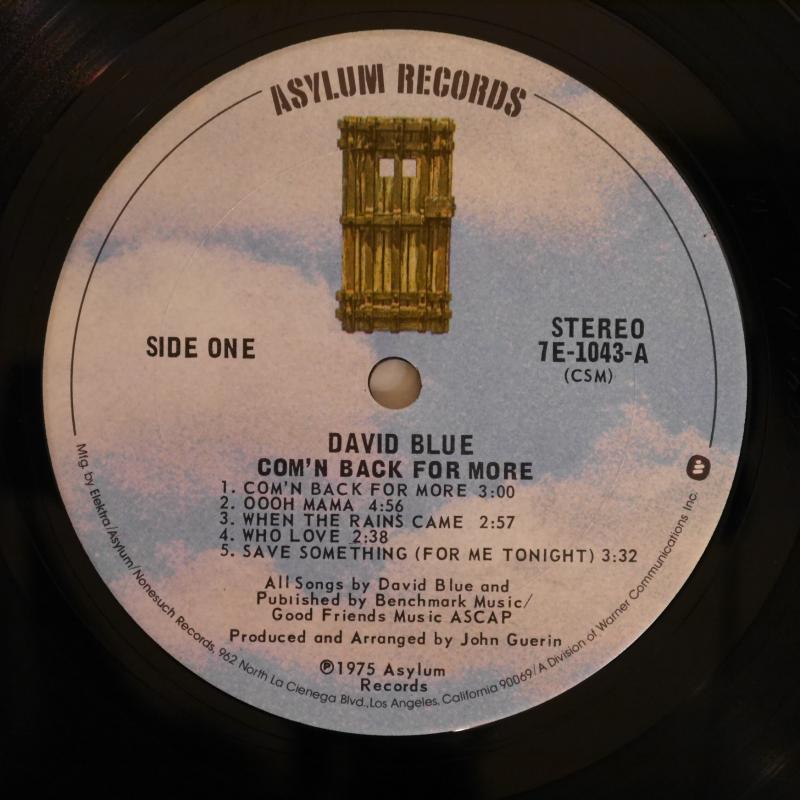 ASYLUM RECORDS
SIDE ONE
STEREO
7E-1043-A
(CSM)
DAVID BLUE
COM'N BACK FOR MORE
1. COM'N BACK FOR MORE 3:00
2. OOOH MAMA 4:56
3. WHEN THE RAINS CAME 2:57
4. WHO LOVE 2:38
5. SAVE SOMETHING (FOR ME TONIGHT) 3:32
All Songs by David Blue and
Published by Benchmark Music/
Good Friends Music ASCAP
Produced and Arranged by John Guerin
℗1975 Asylum
Records
Mfg. by Elektra/Asylum/Nonesuch Records, 962 North La Cienega Blvd., Los Angeles, California 90069/A Division of Warner Communications Inc.